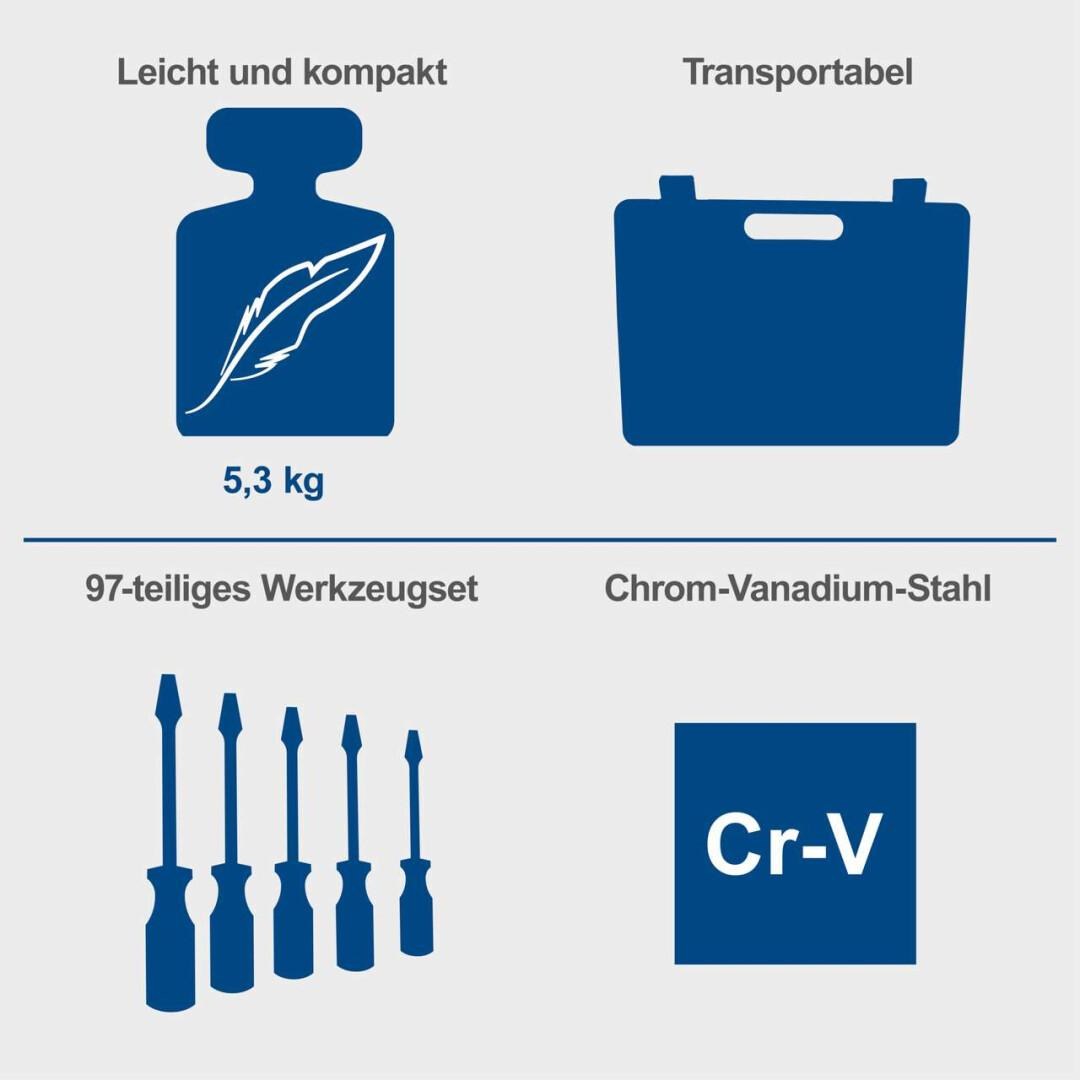 Leicht und kompakt
Transportabel
5,3 kg
97-teiliges Werkzeugset
Chrom-Vanadium-Stahl
Cr-V